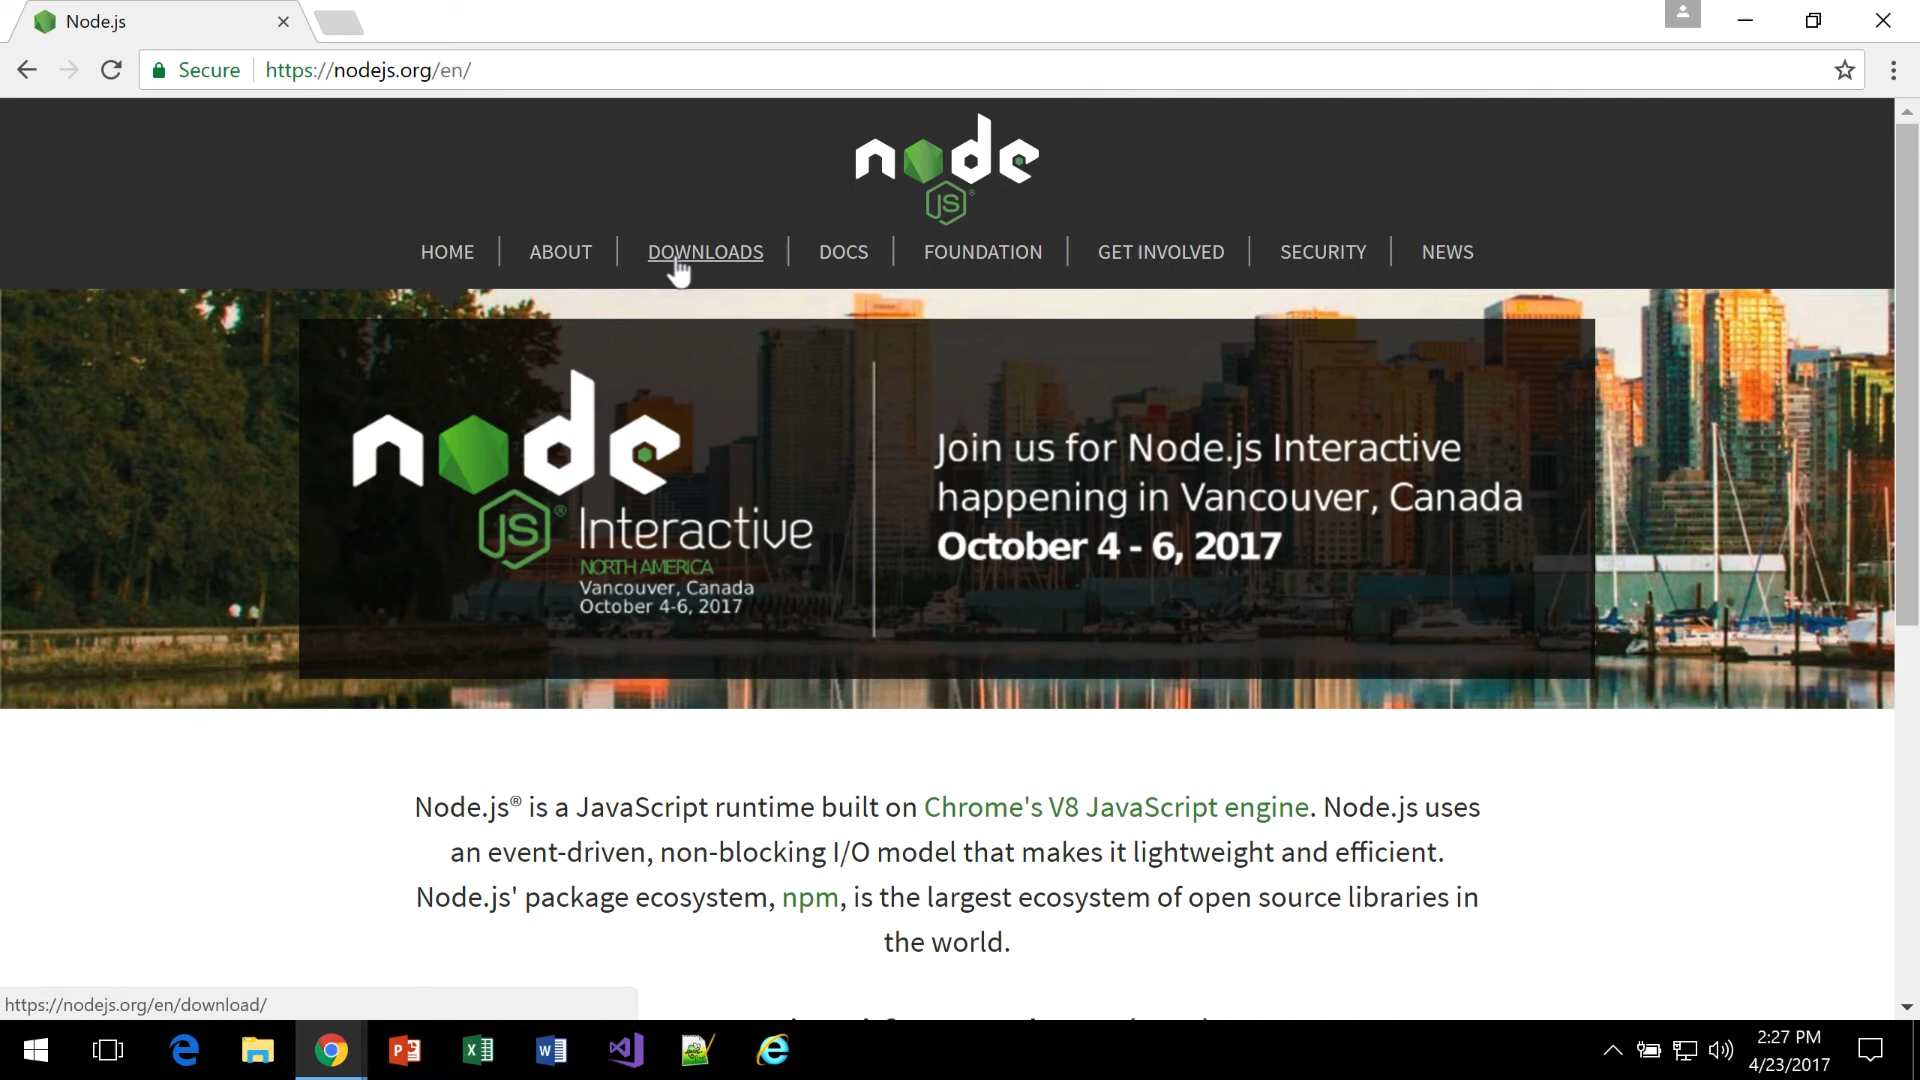 Node.js
Secure
https://nodejs.org/en/
node
JS
HOME
ABOUT
DOWNLOADS
DOCS
FOUNDATION
GET INVOLVED
SECURITY
NEWS
node
JS® Interactive
NORTH AMERICA
Vancouver, Canada
October 4-6, 2017
Join us for Node.js Interactive
happening in Vancouver, Canada
October 4 - 6, 2017
Node.js® is a JavaScript runtime built on Chrome's V8 JavaScript engine. Node.js uses
an event-driven, non-blocking I/O model that makes it lightweight and efficient.
Node.js' package ecosystem, npm, is the largest ecosystem of open source libraries in
the world.
https://nodejs.org/en/download/
2:27 PM
4/23/2017